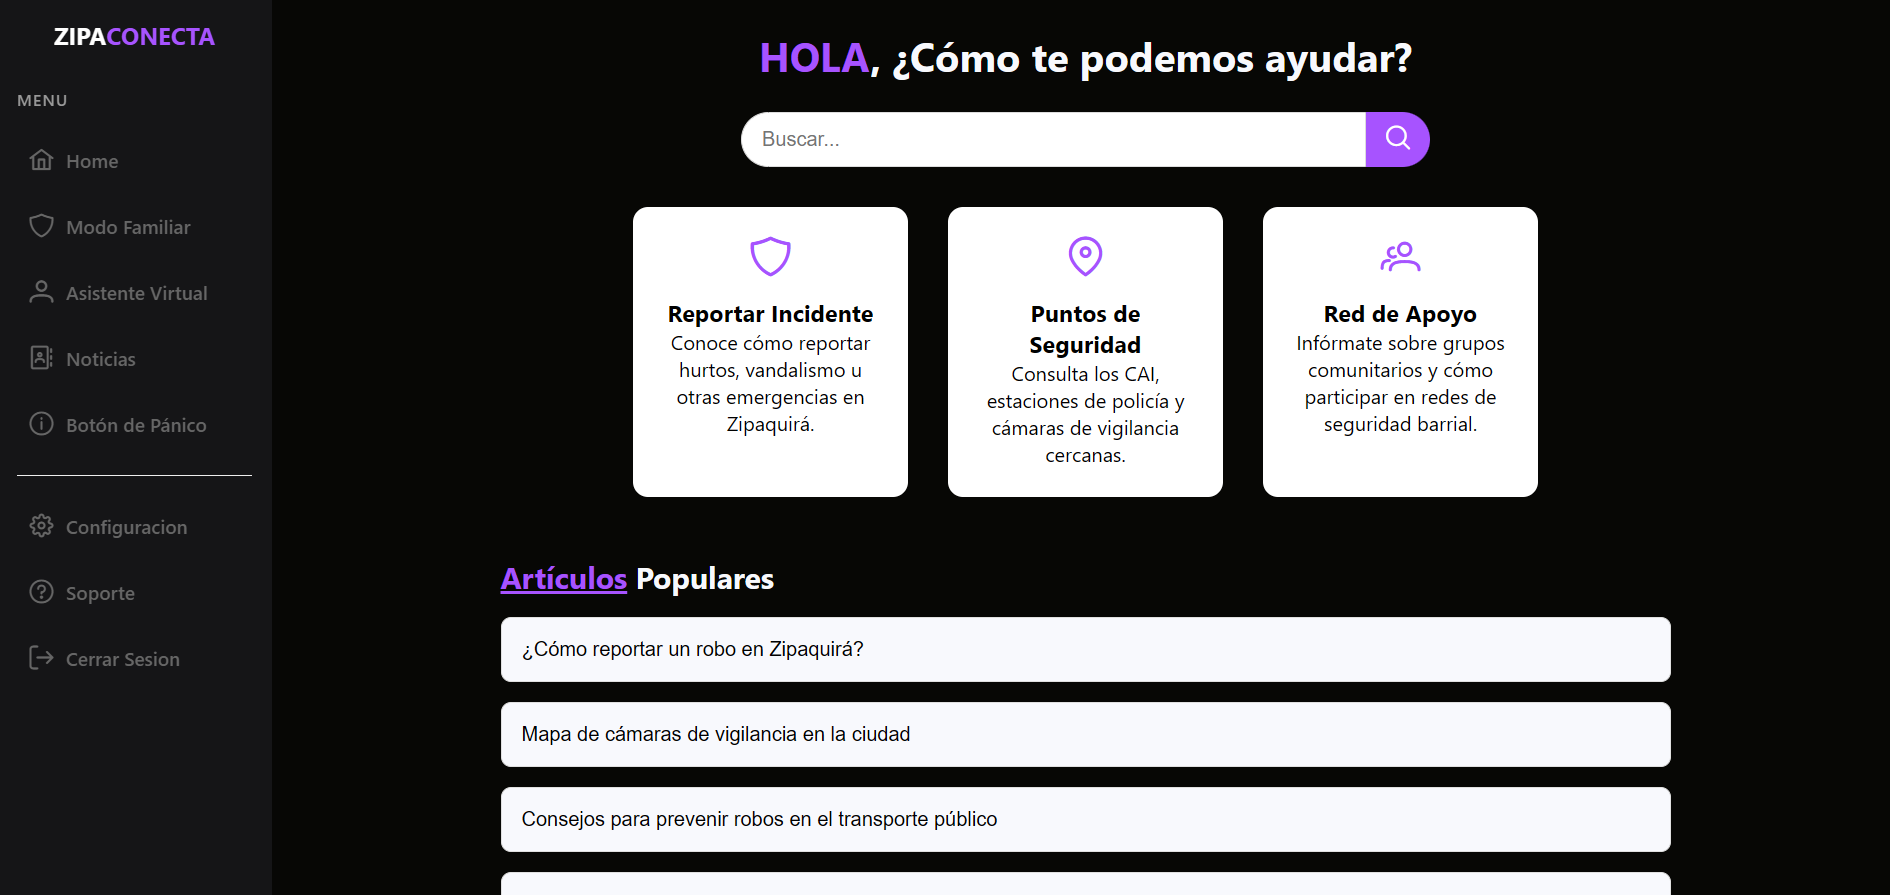 ZIPACONECTA
MENU
Home
Modo Familiar
Asistente Virtual
Noticias
Botón de Pánico
Configuracion
Soporte
Cerrar Sesion
HOLA, ¿Cómo te podemos ayudar?
Buscar...
Reportar Incidente
Conoce cómo reportar
hurtos, vandalismo u
otras emergencias en
Zipaquirá.
Puntos de
Seguridad
Consulta los CAI,
estaciones de policía y
cámaras de vigilancia
cercanas.
Red de Apoyo
Infórmate sobre grupos
comunitarios y cómo
participar en redes de
seguridad barrial.
Artículos Populares
¿Cómo reportar un robo en Zipaquirá?
Mapa de cámaras de vigilancia en la ciudad
Consejos para prevenir robos en el transporte público